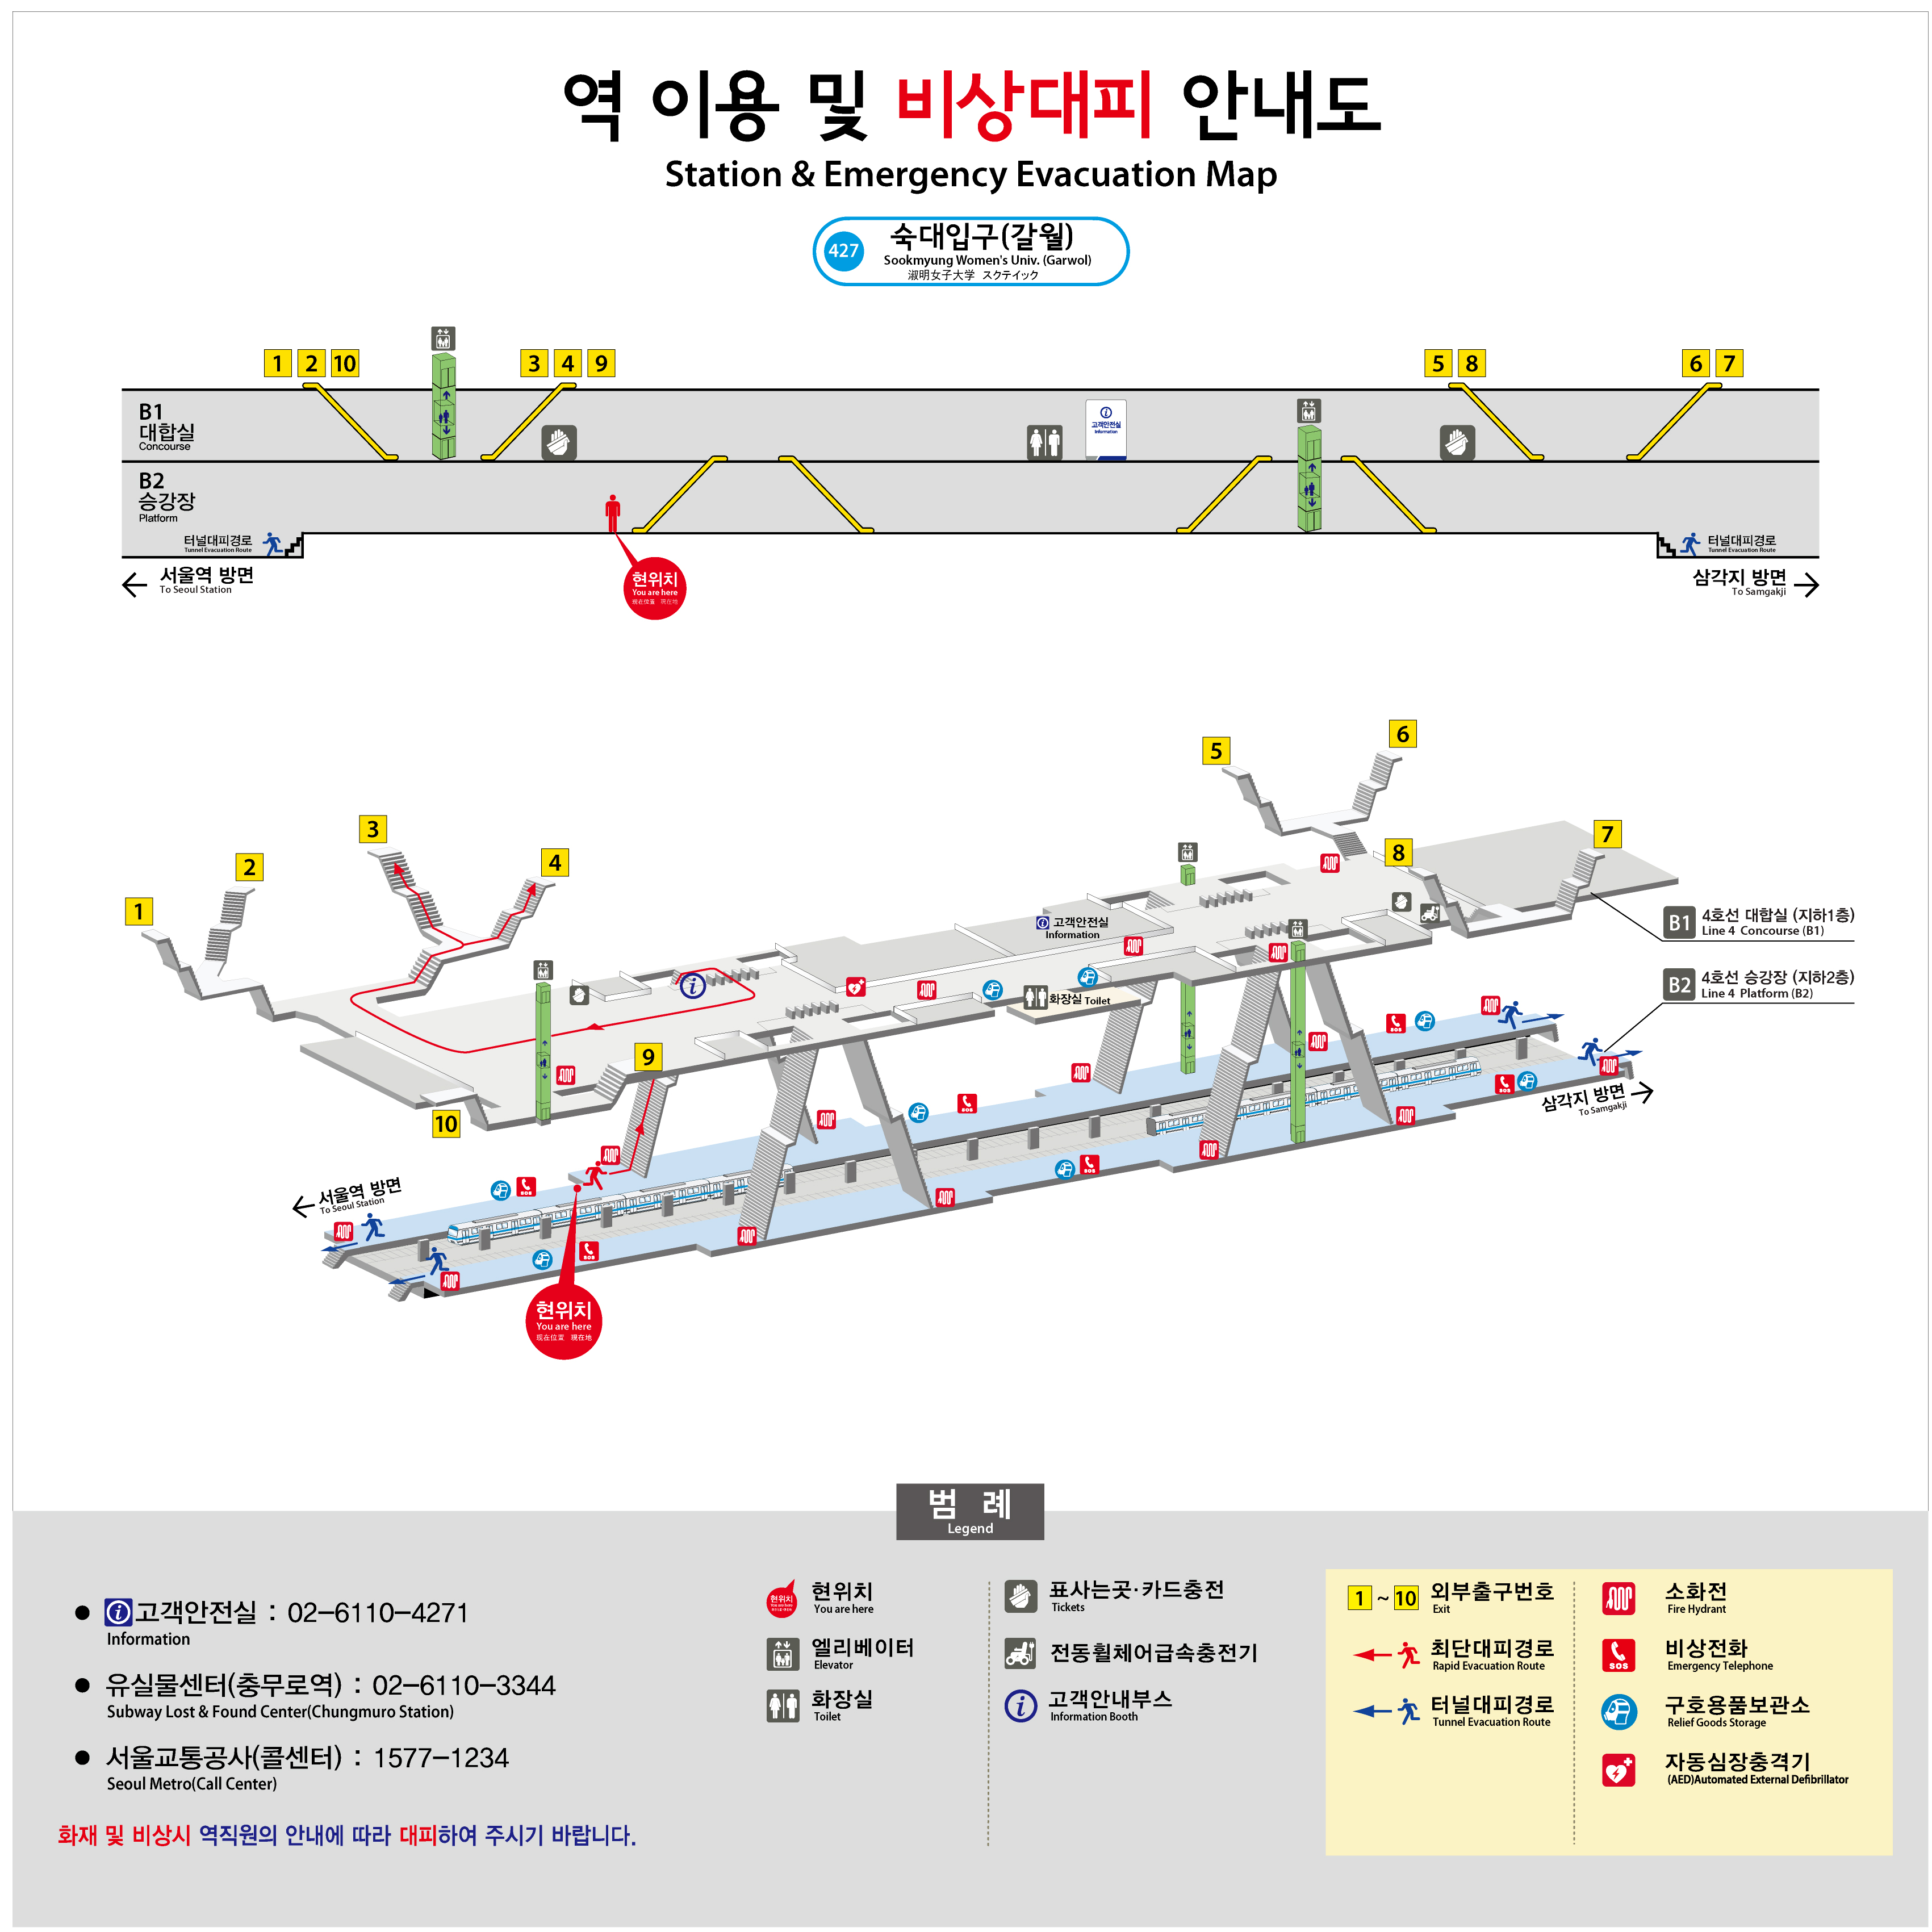 역 이용 및 비상대피 안내도
Station & Emergency Evacuation Map
427
숙대입구(갈월)
Sookmyung Women's Univ. (Garwol)
淑明女子大学 スクテイック
1 2 10
3 4 9
5 8
6 7
B1
대합실
Concourse
고객안전실
Information
B2
승강장
Platform
터널대피경로
Tunnel Evacuation Route
터널대피경로
Tunnel Evacuation Route
서울역 방면
To Seoul Station
현위치
You are here
现在位置 現在地
삼각지 방면
To Samgakji
6
5
3
7
8
4
2
1
고객안전실
Information
B1 4호선 대합실 (지하1층)
Line 4 Concourse (B1)
B2 4호선 승강장 (지하2층)
Line 4 Platform (B2)
화장실 Toilet
9
10
SOS
SOS
SOS
SOS
SOS
SOS
삼각지 방면
To Samgakji
서울역 방면
To Seoul Station
현위치
You are here
现在位置 現在地
범 례
Legend
고객안전실 : 02-6110-4271
Information
유실물센터(충무로역) : 02-6110-3344
Subway Lost & Found Center(Chungmuro Station)
서울교통공사(콜센터) : 1577-1234
Seoul Metro(Call Center)
화재 및 비상시 역직원의 안내에 따라 대피하여 주시기 바랍니다.
현위치
현위치
You are here
엘리베이터
Elevator
화장실
Toilet
표사는곳·카드충전
Tickets
전동휠체어급속충전기
고객안내부스
Information Booth
1 ~ 10 외부출구번호
Exit
최단대피경로
Rapid Evacuation Route
터널대피경로
Tunnel Evacuation Route
소화전
Fire Hydrant
SOS
비상전화
Emergency Telephone
구호용품보관소
Relief Goods Storage
자동심장충격기
(AED)Automated External Defibrillator